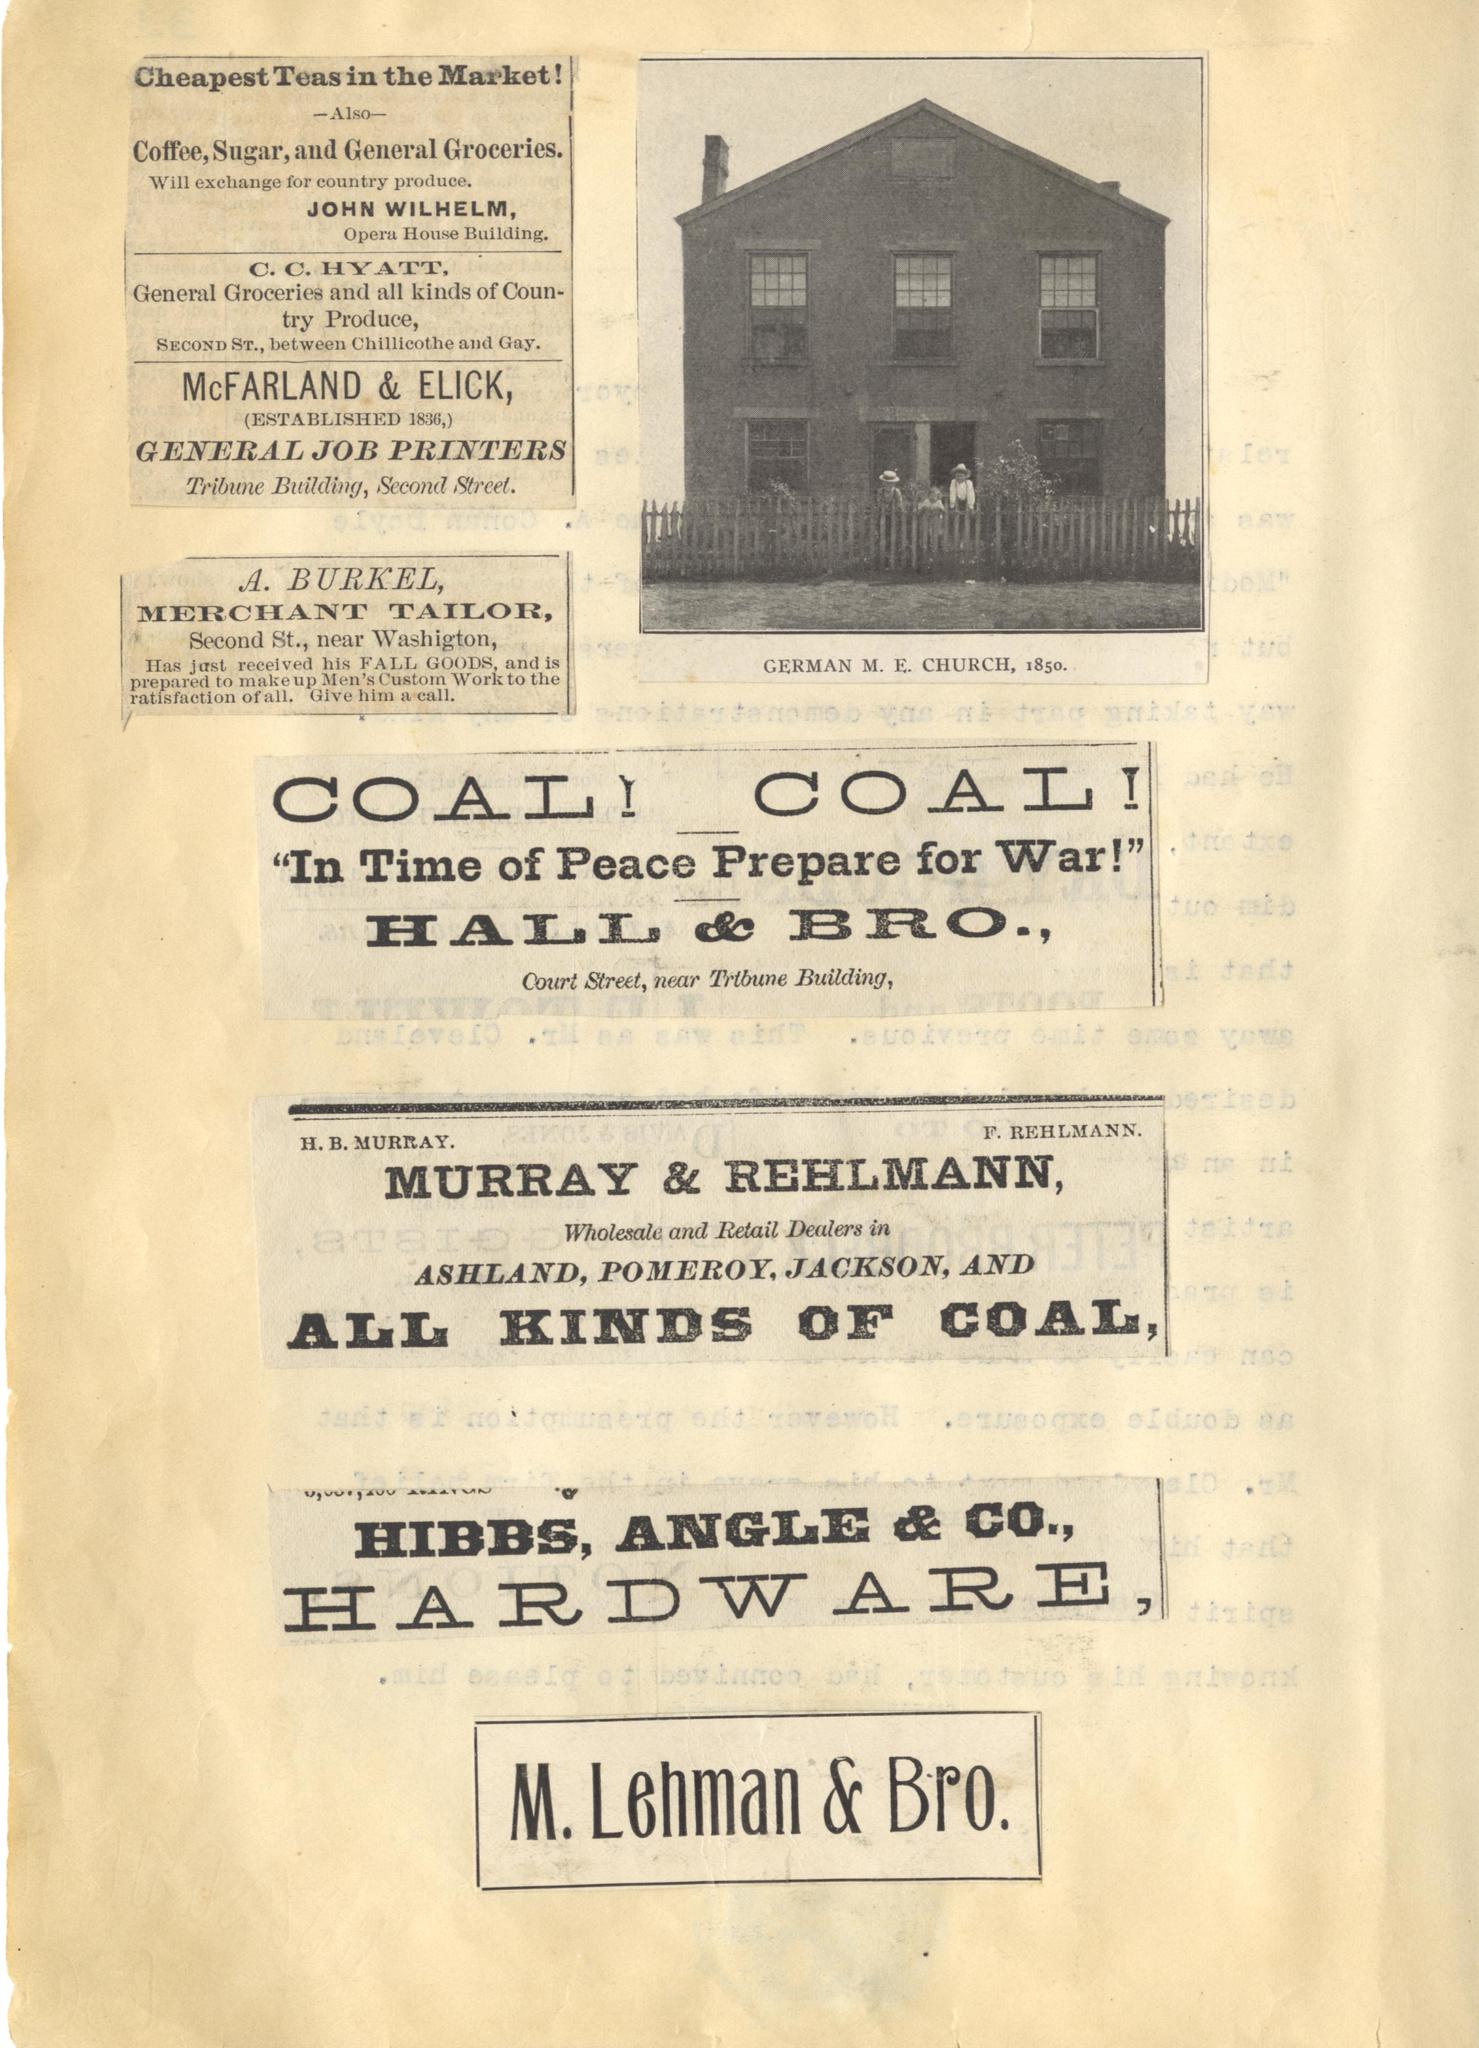 Cheapest Teas in the Market!
—Also—
Coffee, Sugar, and General Groceries.
Will exchange for country produce.
JOHN WILHELM,
Opera House Building.
C. C. HYATT,
General Groceries and all kinds of Coun-
try Produce,
SECOND ST., between Chillicothe and Gay.
McFARLAND & ELICK,
(ESTABLISHED 1836,)
GENERAL JOB PRINTERS
Tribune Building, Second Street.
A. BURKEL,
MERCHANT TAILOR,
Second St., near Washigton,
Has just received his FALL GOODS, and is
prepared to make up Men's Custom Work to the
ratisfaction of all. Give him a call.
GERMAN M. E. CHURCH, 1850.
COAL! COAL!
"In Time of Peace Prepare for War!"
HALL & BRO.,
Court Street, near Tribune Building,
H. B. MURRAY. F. REHLMANN.
MURRAY & REHLMANN,
Wholesale and Retail Dealers in
ASHLAND, POMEROY, JACKSON, AND
ALL KINDS OF COAL,
HIBBS, ANGLE & CO.,
HARDWARE,
M. Lehman & Bro.